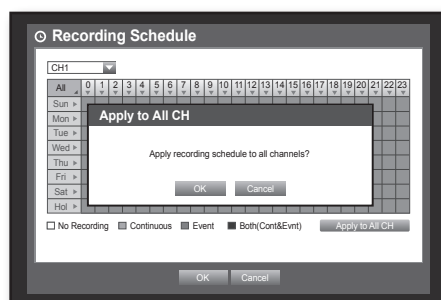 Recording Schedule
CH1
All 0 1 2 3 4 5 6 7 8 9 10 11 12 13 14 15 16 17 18 19 20 21 22 23
Sun
Mon
Tue
Wed
Thu
Fri
Sat
Hol
Apply to All CH
Apply recording schedule to all channels?
OK Cancel
No Recording Continuous Event Both(Cont&Evnt) Apply to All CH
OK Cancel